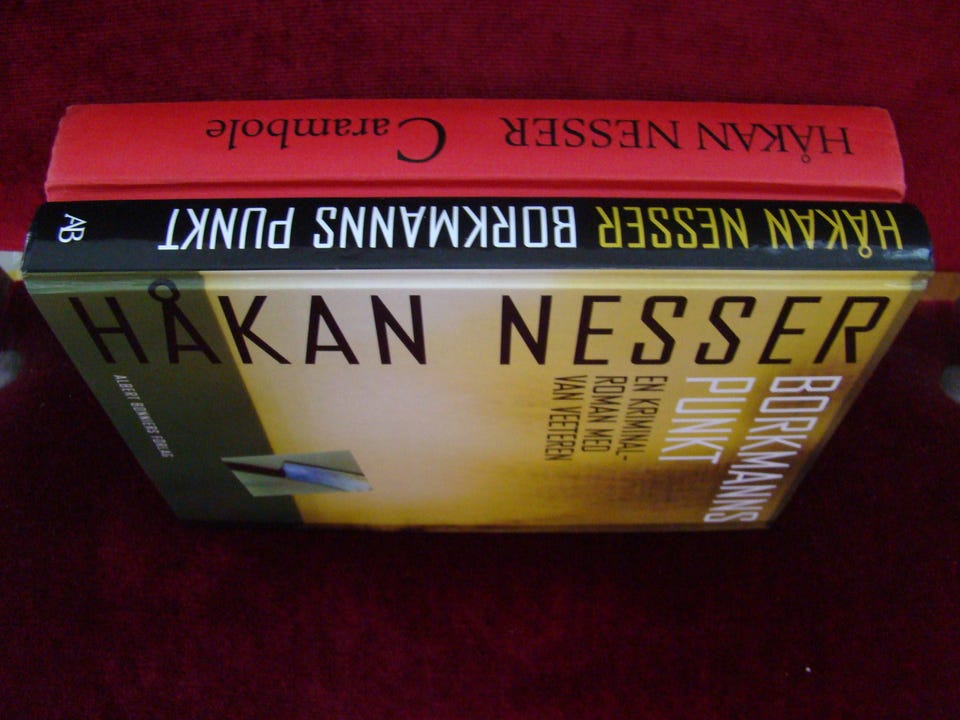 HÅKAN NESSER Carambole
HÅKAN NESSER BORKMANNS PUNKT AB
HÅKAN NESSER
BORKMANNS
PUNKT
EN KRIMINAL-
ROMAN MED
VAN VEETEREN
ALBERT BONNIERS FÖRLAG